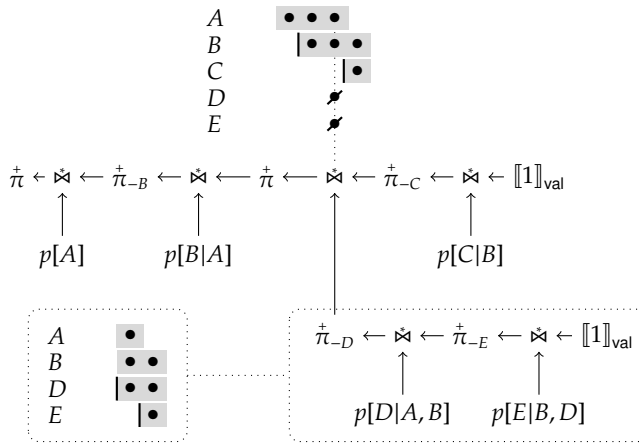 A
B
C
D
E
π⁺ ← ⋈* ← π⁺₋B ← ⋈* ← π⁺ ← ⋈* ← π⁺₋C ← ⋈* ← ⟦1⟧val
p[A] p[B|A] p[C|B]
A
B
D
E
π⁺₋D ← ⋈* ← π⁺₋E ← ⋈* ← ⟦1⟧val
p[D|A, B] p[E|B, D]